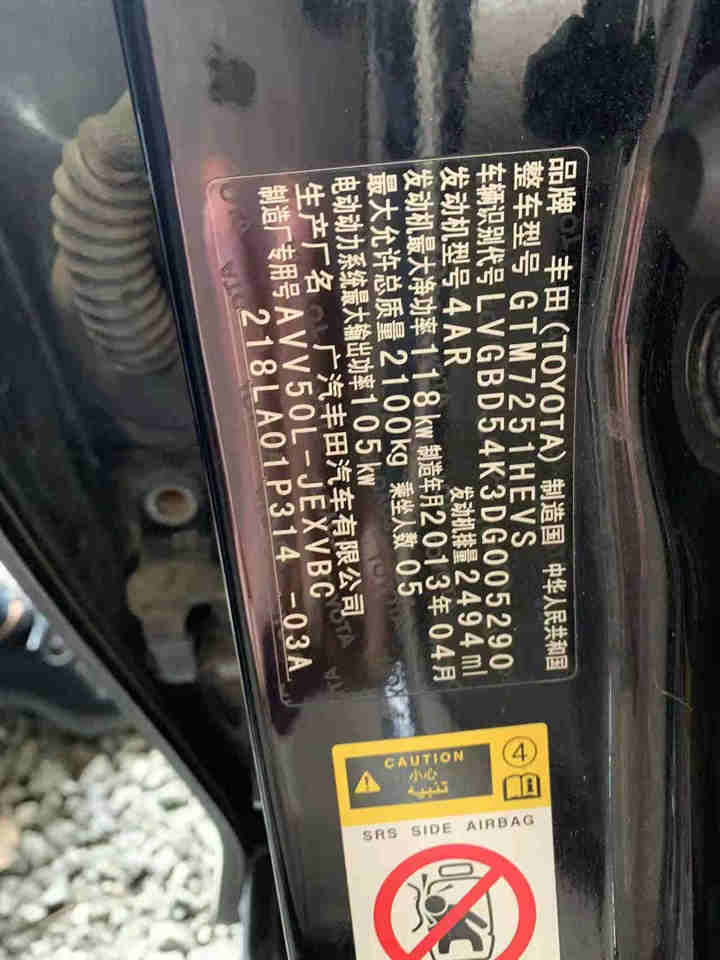 品牌 丰田(TOYOTA) 制造国 中华人民共和国
整车型号 GTM7251HEVS
车辆识别代号 LVGBD54K3DG005290
发动机型号 4AR 发动机排量 2494ml
发动机最大净功率 118kw 制造年月 2013年04月
最大允许总质量 2100kg 乘坐人数 05
电动动力系统最大输出功率 105kw
生产厂名 广汽丰田汽车有限公司
制造厂专用号 AVV50L-JEXVBC
218LA01P314 -03A
CAUTION
小心
تنبيه
4
SRS SIDE AIRBAG